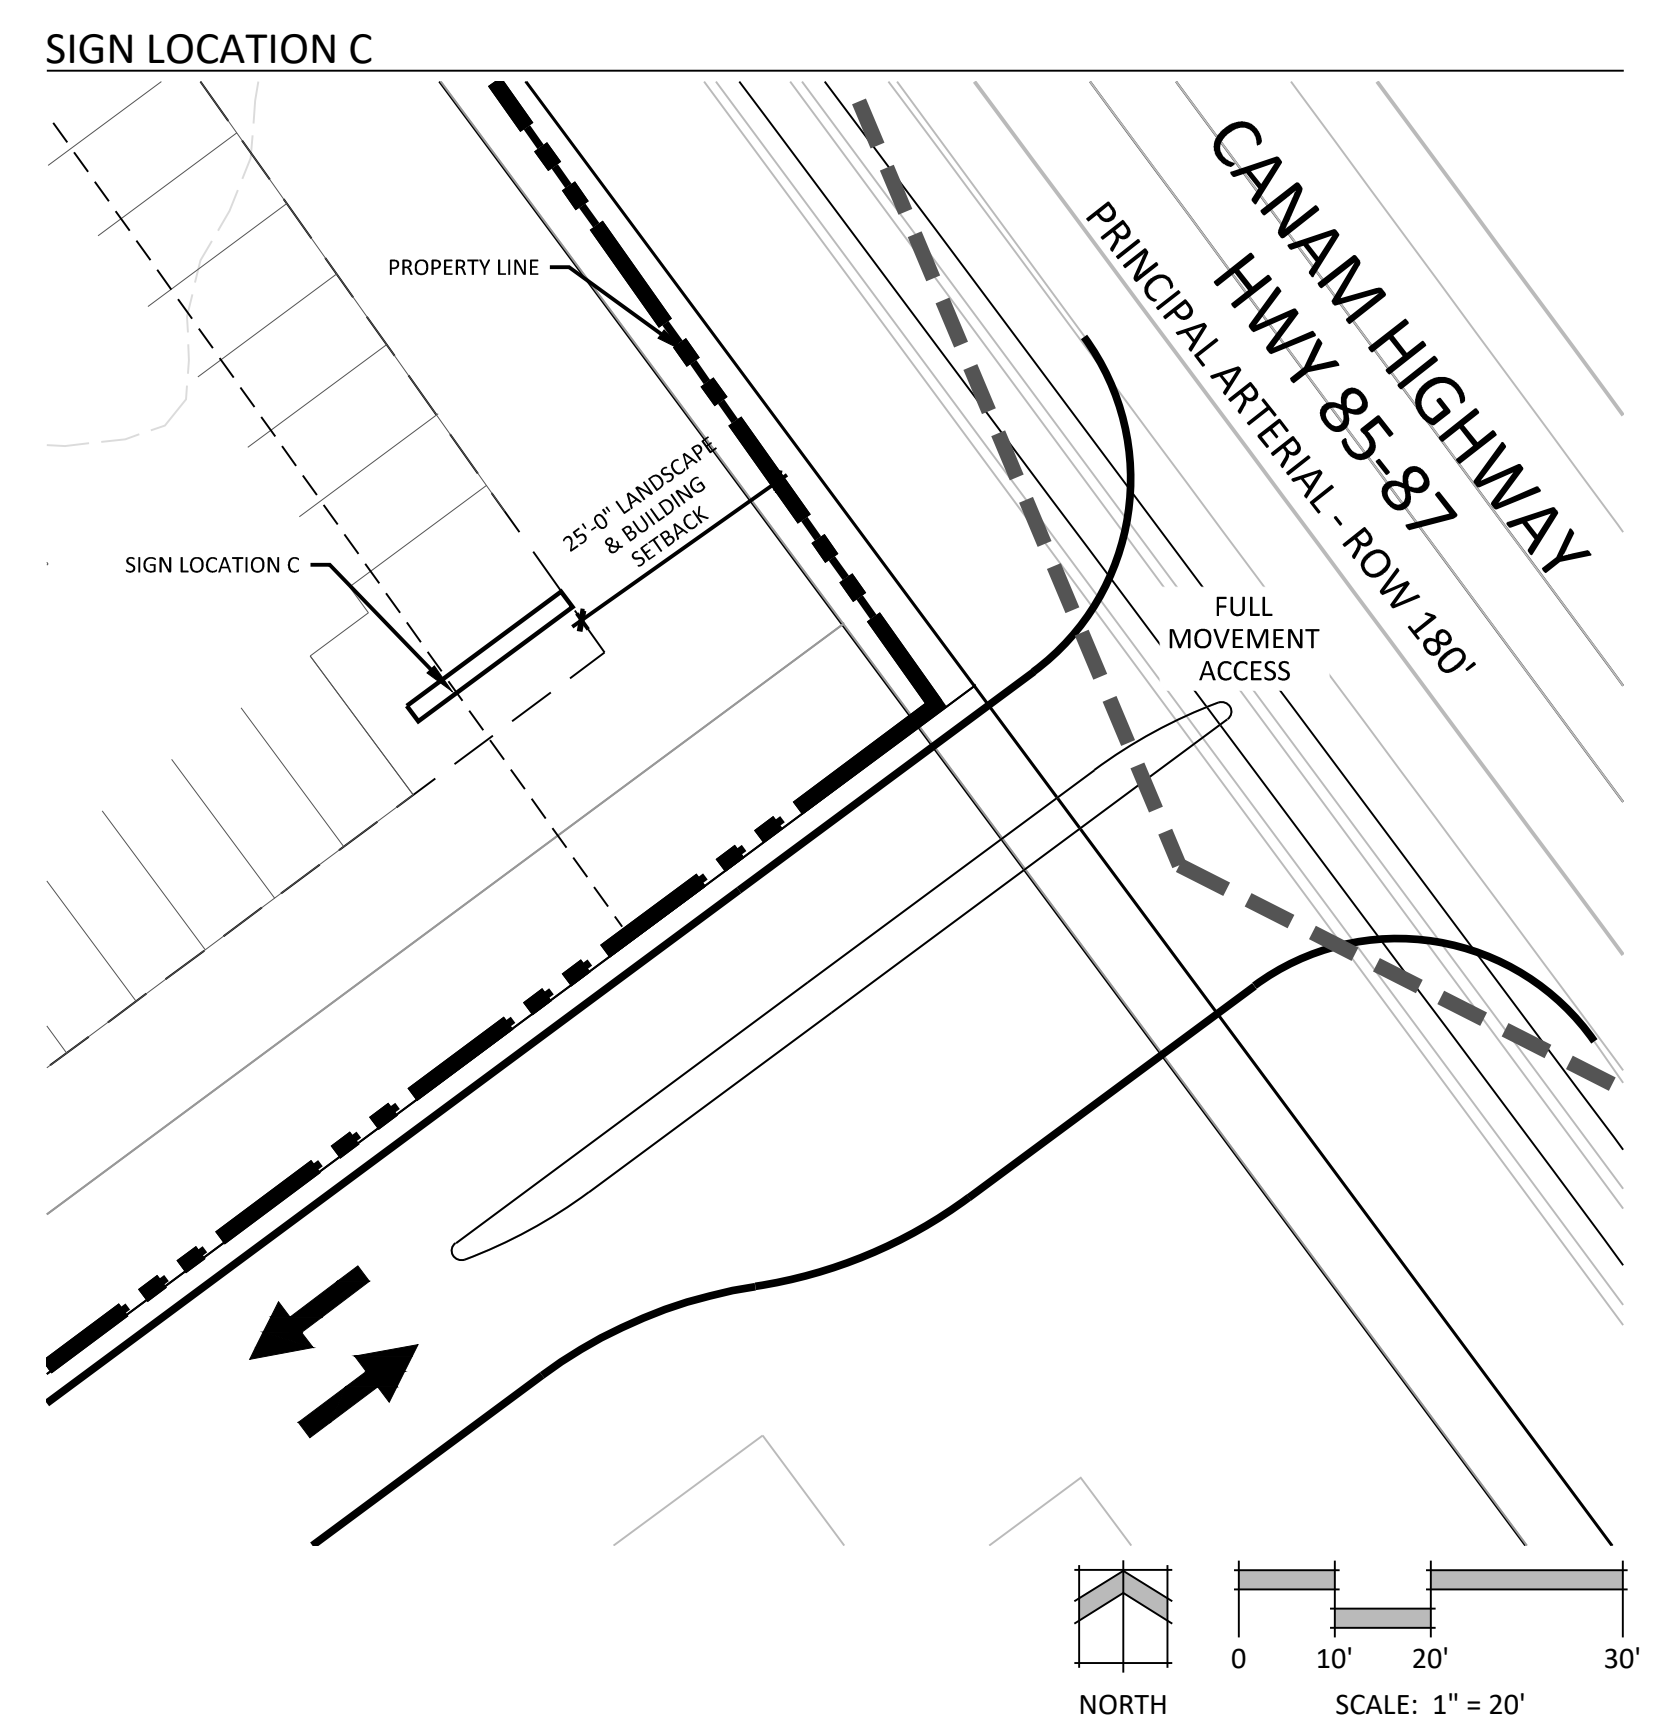 SIGN LOCATION C
CANAM HIGHWAY
HWY 85-87
PRINCIPAL ARTERIAL - ROW 180'
PROPERTY LINE
25'-0" LANDSCAPE
& BUILDING
SETBACK
SIGN LOCATION C
FULL
MOVEMENT
ACCESS
0 10' 20' 30'
NORTH
SCALE: 1" = 20'